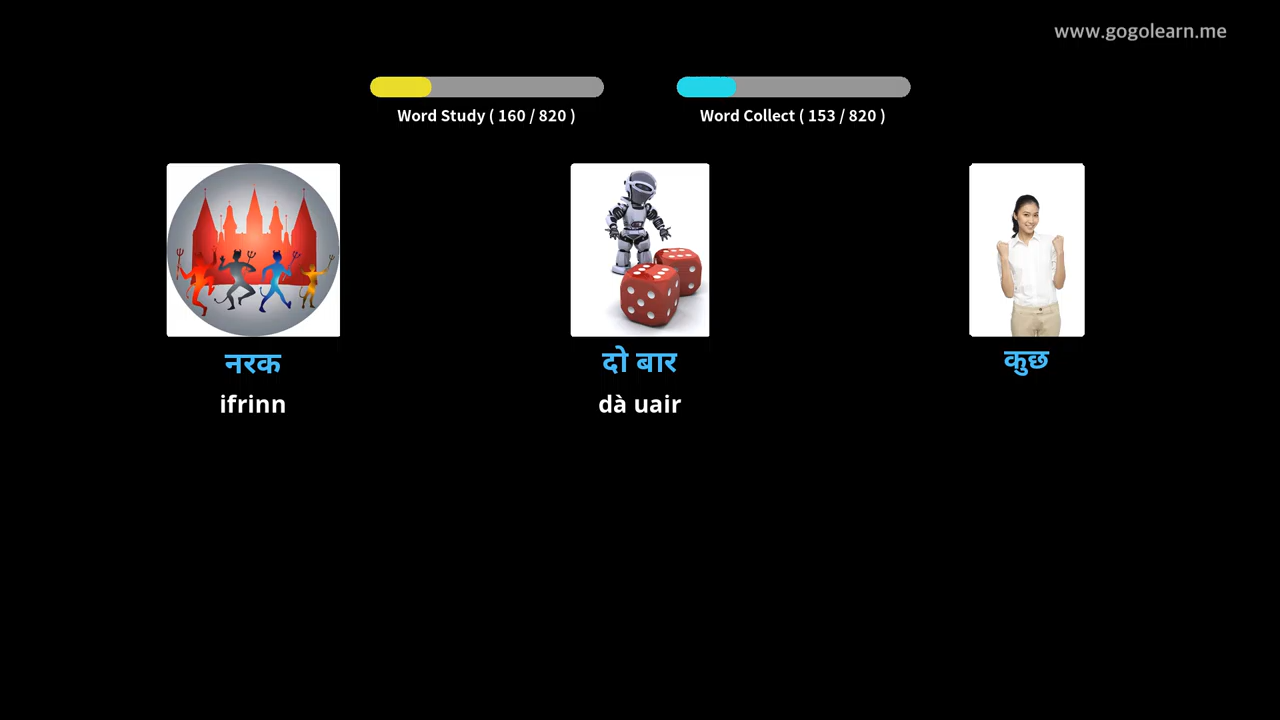 www.gogolearn.me
Word Study ( 160 / 820 )
Word Collect ( 153 / 820 )
नरक
दो बार
कुछ
ifrinn
dà uair